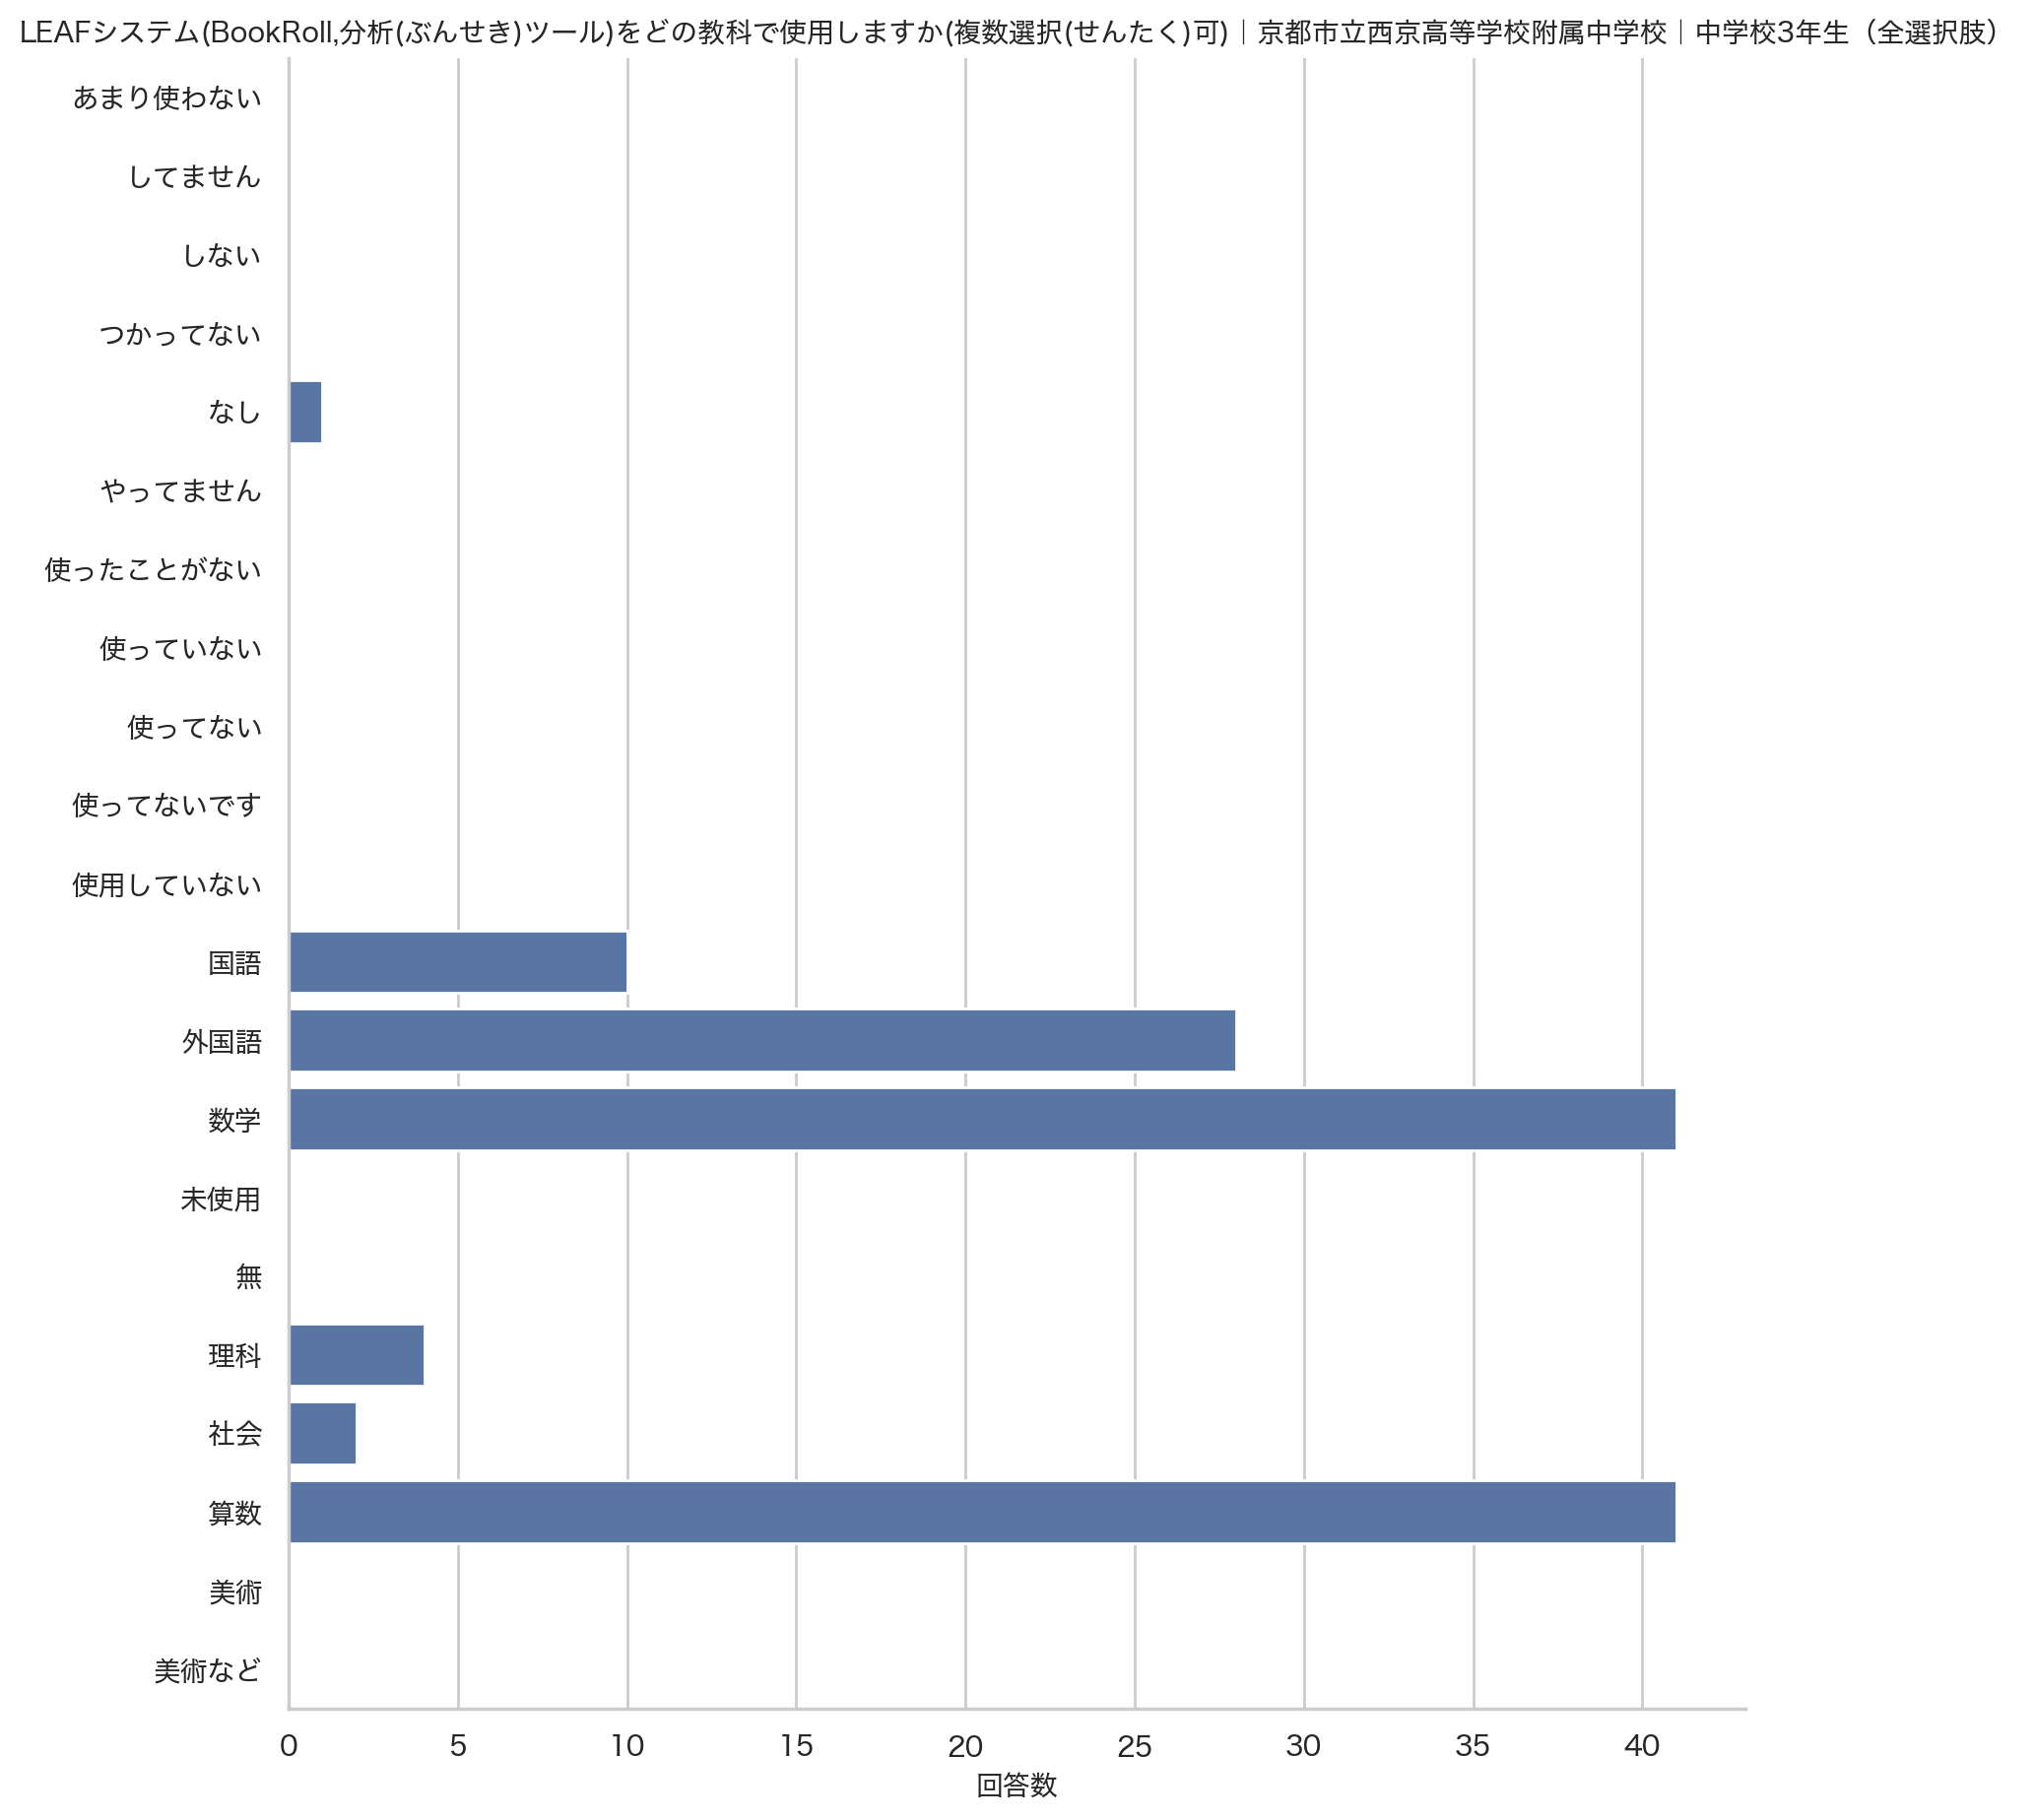 LEAFシステム(BookRoll,分析(ぶんせき)ツール)をどの教科で使用しますか(複数選択(せんたく)可)｜京都市立西京高等学校附属中学校｜中学校3年生（全選択肢）
あまり使わない
してません
しない
つかってない
なし
やってません
使ったことがない
使っていない
使ってない
使ってないです
使用していない
国語
外国語
数学
未使用
無
理科
社会
算数
美術
美術など
0 5 10 15 20 25 30 35 40
回答数